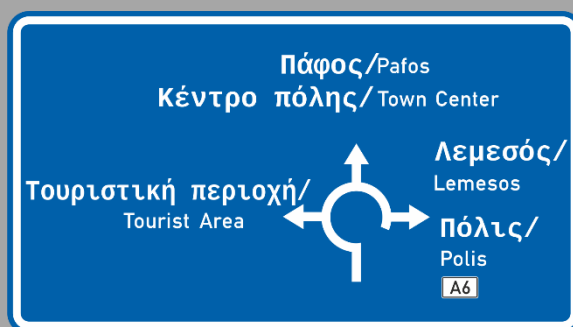 Πάφος/Pafos
Κέντρο πόλης/Town Center
Τουριστική περιοχή/
Tourist Area
Λεμεσός/
Lemesos
Πόλις/
Polis
A6